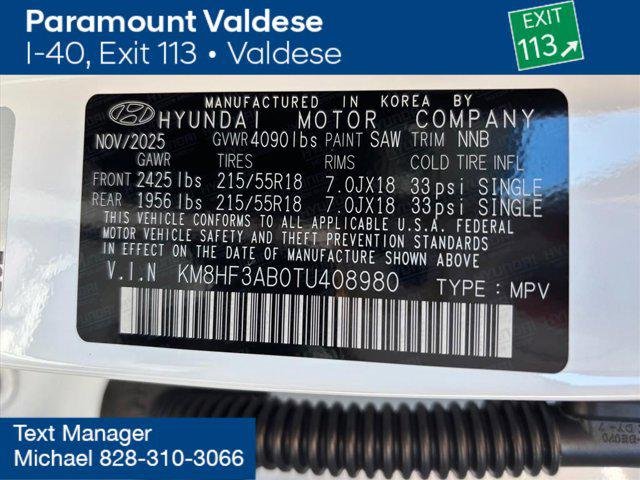 Paramount Valdese
I-40, Exit 113 • Valdese
EXIT
113
MANUFACTURED IN KOREA BY
HYUNDAI MOTOR COMPANY
NOV/2025 GVWR 4090lbs PAINT SAW TRIM NNB
GAWR TIRES RIMS COLD TIRE INFL
FRONT 2425 lbs 215/55R18 7.0JX18 33psi SINGLE
REAR 1956 lbs 215/55R18 7.0JX18 33psi SINGLE
THIS VEHICLE CONFORMS TO ALL APPLICABLE U.S.A. FEDERAL
MOTOR VEHICLE SAFETY AND THEFT PREVENTION STANDARDS
IN EFFECT ON THE DATE OF MANUFACTURE SHOWN ABOVE.
V.I.N KM8HF3AB0TU408980 TYPE : MPV
Text Manager
Michael 828-310-3066